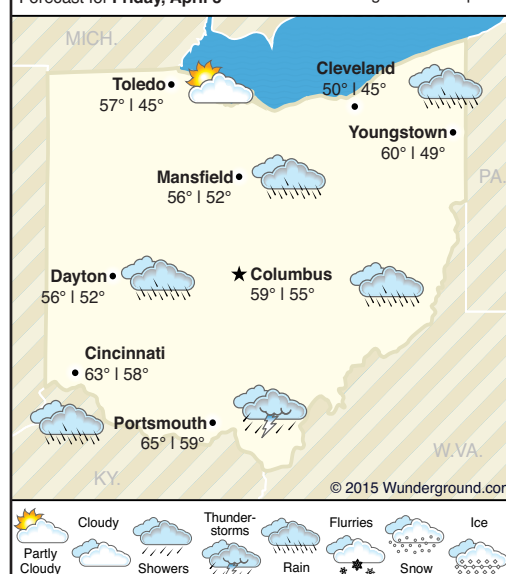 MICH.
Toledo
57° | 45°
Cleveland
50° | 45°
Youngstown
60° | 49°
PA.
Mansfield
56° | 52°
Dayton
56° | 52°
Columbus
59° | 55°
Cincinnati
63° | 58°
Portsmouth
65° | 59°
W.VA.
KY.
© 2015 Wunderground.com
Partly
Cloudy
Cloudy
Showers
Thunder-
storms
Rain
Flurries
Snow
Ice